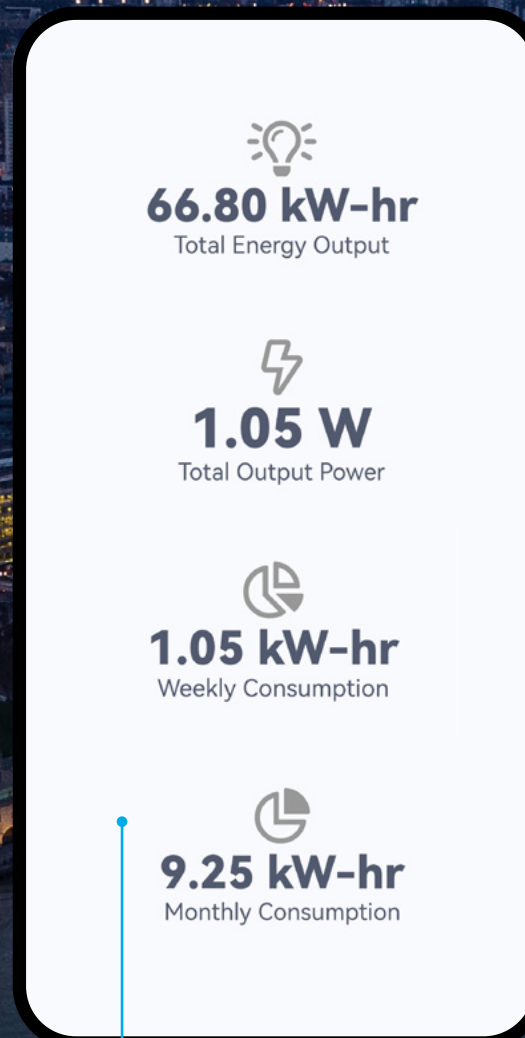 66.80 kW-hr
Total Energy Output
1.05 W
Total Output Power
1.05 kW-hr
Weekly Consumption
9.25 kW-hr
Monthly Consumption